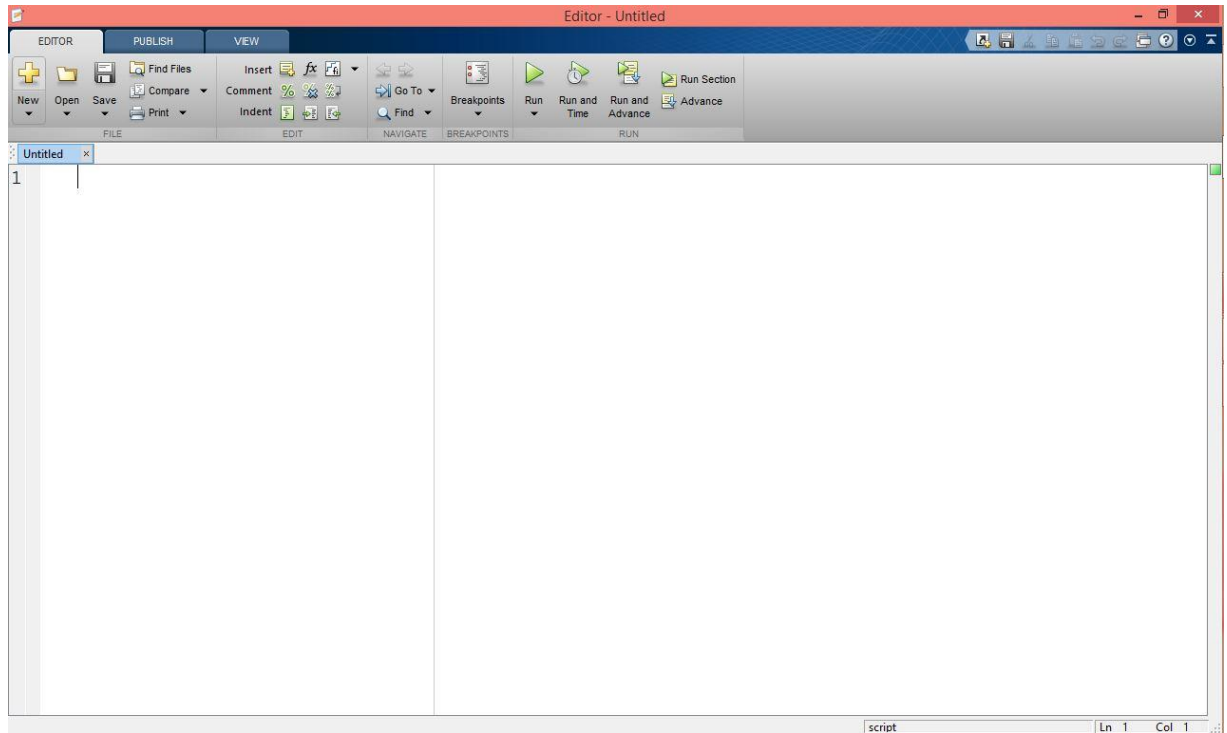 Editor - Untitled
EDITOR PUBLISH VIEW
Find Files Insert fx
New Open Save Compare Comment Go To Breakpoints Run Run and Time Run and Advance Run Section
Print Indent Find Advance
FILE EDIT NAVIGATE BREAKPOINTS RUN
Untitled
1
script Ln 1 Col 1